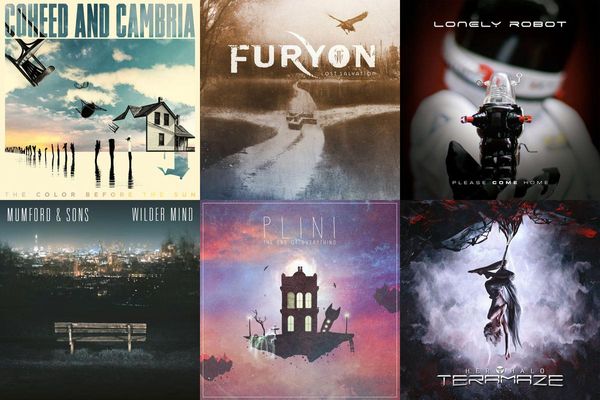 COHEED AND CAMBRIA
THE COLOR BEFORE THE SUN
FURYON
LOST SALVATION
LONELY ROBOT
PLEASE COME HOME
MUMFORD & SONS WILDER MIND
PLINI
THE END OF EVERYTHING
HER HALO
TERAMAZE